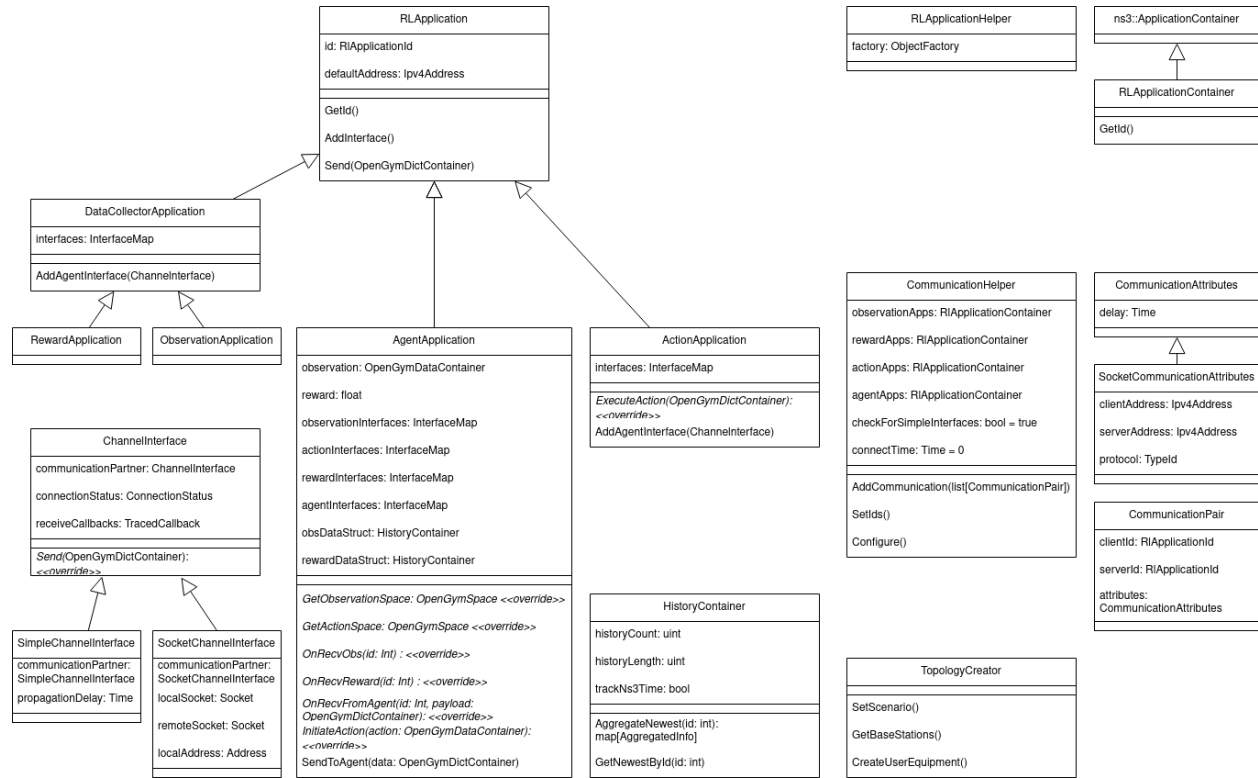 RLApplication
id: RlApplicationId
defaultAddress: Ipv4Address
GetId()
AddInterface()
Send(OpenGymDictContainer)
RLApplicationHelper
factory: ObjectFactory
ns3::ApplicationContainer
RLApplicationContainer
GetId()
DataCollectorApplication
interfaces: InterfaceMap
AddAgentInterface(ChannelInterface)
RewardApplication
ObservationApplication
AgentApplication
observation: OpenGymDataContainer
reward: float
observationInterfaces: InterfaceMap
actionInterfaces: InterfaceMap
rewardInterfaces: InterfaceMap
agentInterfaces: InterfaceMap
obsDataStruct: HistoryContainer
rewardDataStruct: HistoryContainer
GetObservationSpace: OpenGymSpace <<override>>
GetActionSpace: OpenGymSpace <<override>>
OnRecvObs(id: Int) : <<override>>
OnRecvReward(id: Int) : <<override>>
OnRecvFromAgent(id: Int, payload:
OpenGymDictContainer): <<override>>
InitiateAction(action: OpenGymDataContainer):
<<override>>
SendToAgent(data: OpenGymDictContainer)
ActionApplication
interfaces: InterfaceMap
ExecuteAction(OpenGymDictContainer):
<<override>>
AddAgentInterface(ChannelInterface)
CommunicationHelper
observationApps: RlApplicationContainer
rewardApps: RlApplicationContainer
actionApps: RlApplicationContainer
agentApps: RlApplicationContainer
checkForSimpleInterfaces: bool = true
connectTime: Time = 0
AddCommunication(list[CommunicationPair])
SetIds()
Configure()
CommunicationAttributes
delay: Time
SocketCommunicationAttributes
clientAddress: Ipv4Address
serverAddress: Ipv4Address
protocol: TypeId
CommunicationPair
clientId: RlApplicationId
serverId: RlApplicationId
attributes:
CommunicationAttributes
ChannelInterface
communicationPartner: ChannelInterface
connectionStatus: ConnectionStatus
receiveCallbacks: TracedCallback
Send(OpenGymDictContainer):
<<override>>
SimpleChannelInterface
communicationPartner:
SimpleChannelInterface
propagationDelay: Time
SocketChannelInterface
communicationPartner:
SocketChannelInterface
localSocket: Socket
remoteSocket: Socket
localAddress: Address
HistoryContainer
historyCount: uint
historyLength: uint
trackNs3Time: bool
AggregateNewest(id: int):
map[AggregatedInfo]
GetNewestById(id: int)
TopologyCreator
SetScenario()
GetBaseStations()
CreateUserEquipment()